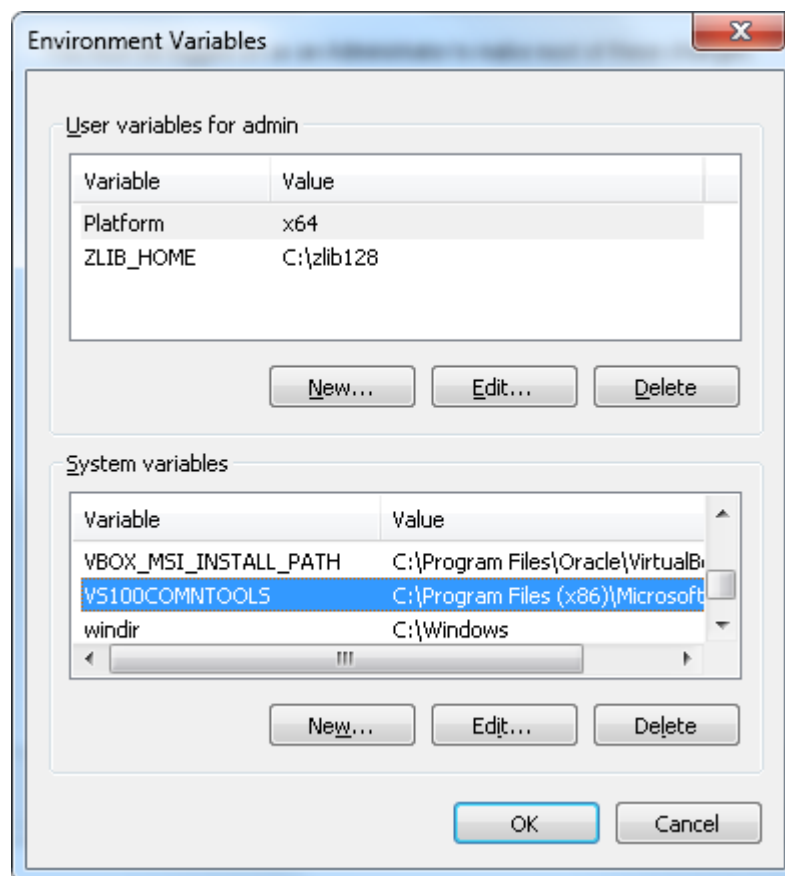 Environment Variables
User variables for admin
Variable Value
Platform x64
ZLIB_HOME C:\zlib128
New... Edit... Delete
System variables
Variable Value
VBOX_MSI_INSTALL_PATH C:\Program Files\Oracle\VirtualB
VS100COMNTOOLS C:\Program Files (x86)\Microsoft
windir C:\Windows
New... Edit... Delete
OK Cancel